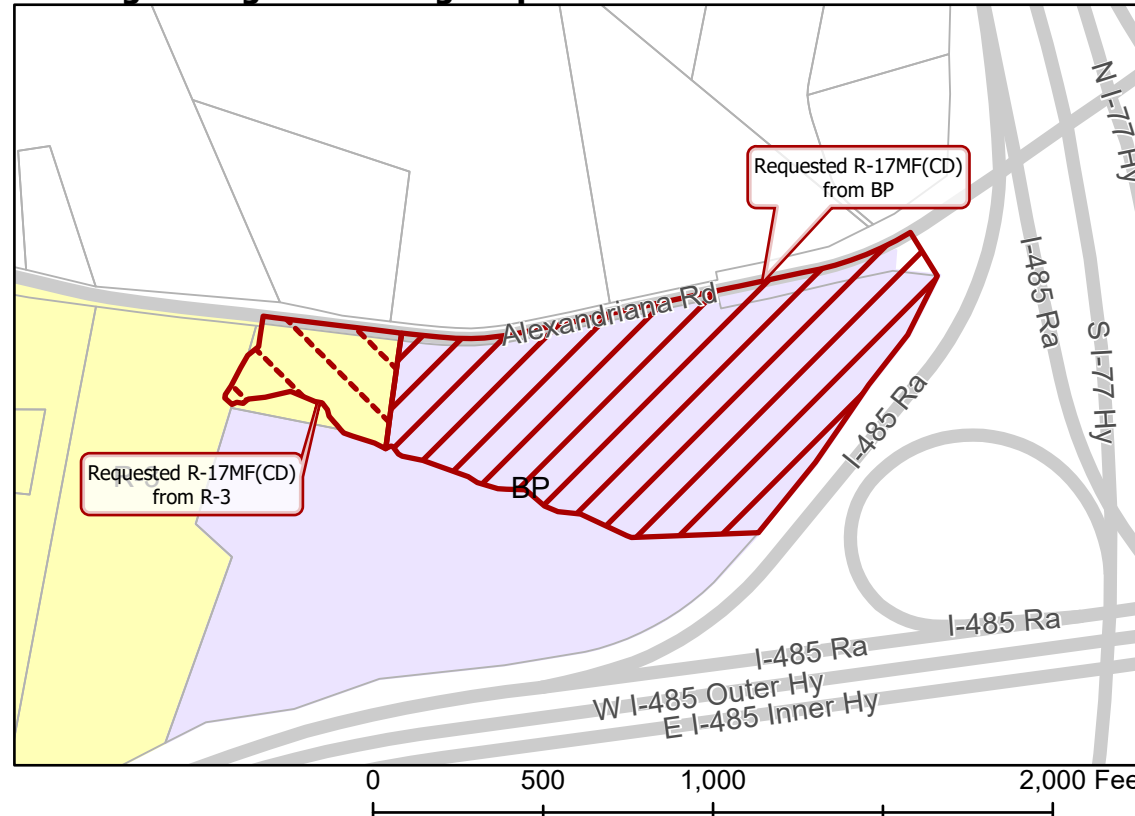 N I-77 Hy
Requested R-17MF(CD)
from BP
I-485 Ra
Alexandriana Rd
S I-77 Hy
I-485 Ra
Requested R-17MF(CD)
from R-3
BP
I-485 Ra
I-485 Ra
W I-485 Outer Hy
E I-485 Inner Hy
0 500 1,000 2,000 Fee